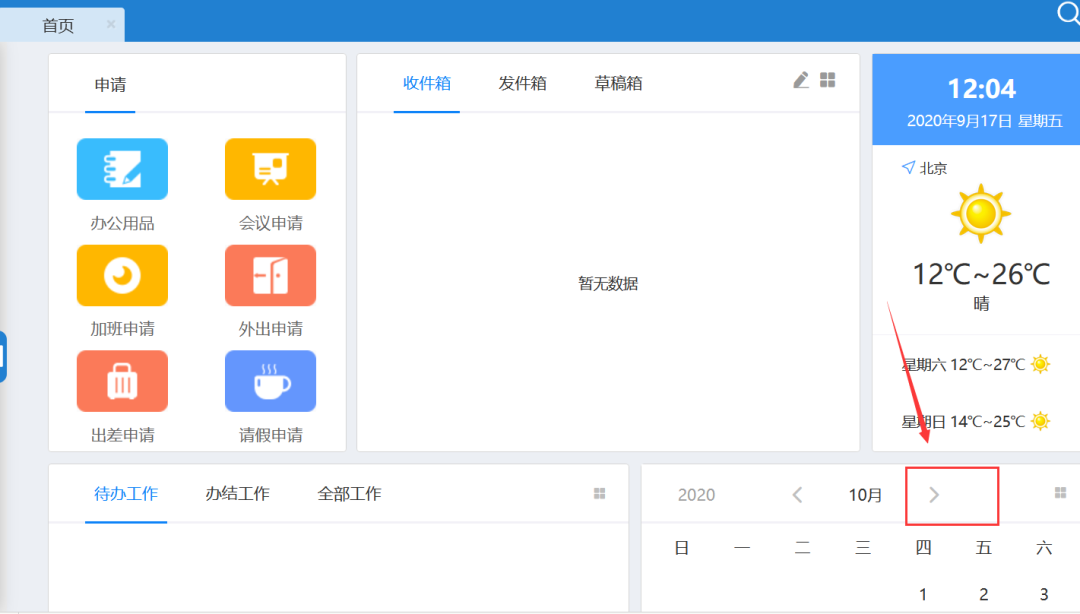 首页
申请
办公用品
会议申请
加班申请
外出申请
出差申请
请假申请
收件箱 发件箱 草稿箱
暂无数据
12:04
2020年9月17日 星期五
北京
12℃~26℃
晴
星期六 12℃~27℃
星期日 14℃~25℃
待办工作 办结工作 全部工作
2020 10月
日 一 二 三 四 五 六
1 2 3